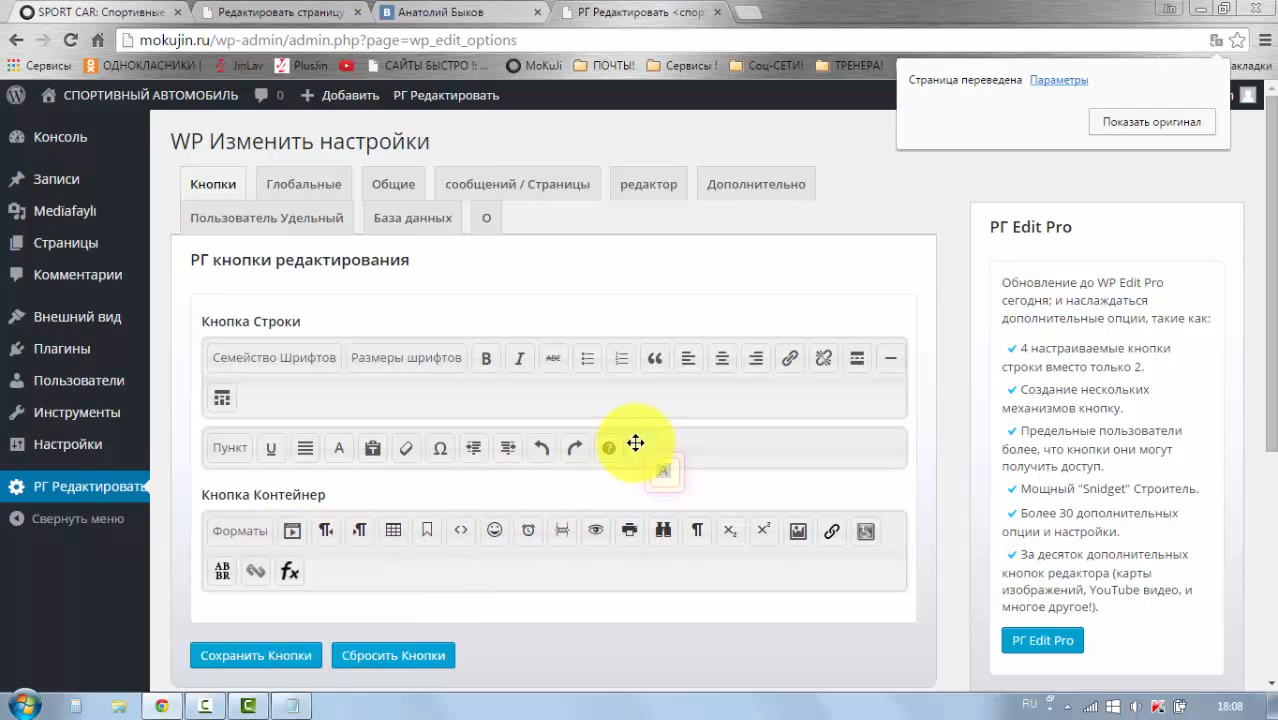 SPORT CAR: Спортивные
Редактировать страницу
Анатолий Быков
РГ Редактировать <спор
mokujin.ru/wp-admin/admin.php?page=wp_edit_options
Сервисы
ОДНОКЛАСНИКИ !
JinLav
PlusJin
САЙТЫ БЫСТРО !:
MoKuJi
ПОЧТЫ!
Сервисы !
Соц-СЕТИ!
ТРЕНЕРА!
акладки
Страница переведена Параметры
Показать оригинал
СПОРТИВНЫЙ АВТОМОБИЛЬ
0
Добавить
РГ Редактировать
Консоль
Записи
Mediafayli
Страницы
Комментарии
Внешний вид
Плагины
Пользователи
Инструменты
Настройки
РГ Редактировать
Свернуть меню
WP Изменить настройки
Кнопки
Глобальные
Общие
сообщений / Страницы
редактор
Дополнительно
Пользователь Удельный
База данных
О
РГ кнопки редактирования
Кнопка Строки
Семейство Шрифтов
Размеры шрифтов
B
I
ABC
Пункт
U
A
Ω
?
A
Кнопка Контейнер
Форматы
AB
BR
fx
Сохранить Кнопки
Сбросить Кнопки
РГ Edit Pro
Обновление до WP Edit Pro
сегодня; и наслаждаться
дополнительные опции, такие как:
4 настраиваемые кнопки
строки вместо только 2.
Создание нескольких
механизмов кнопку.
Предельные пользователи
более, что кнопки они могут
получить доступ.
Мощный "Snidget" Строитель.
Более 30 дополнительных
опции и настройки.
За десяток дополнительных
кнопок редактора (карты
изображений, YouTube видео, и
многое другое!).
РГ Edit Pro
RU
18:08